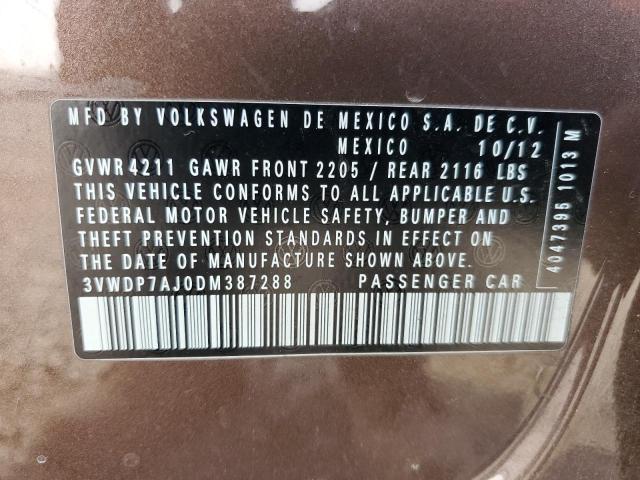 MFD BY VOLKSWAGEN DE MEXICO S.A. DE C.V.
MEXICO 10/12
GVWR 4211 GAWR FRONT 2205 / REAR 2116 LBS
THIS VEHICLE CONFORMS TO ALL APPLICABLE U.S.
FEDERAL MOTOR VEHICLE SAFETY, BUMPER AND
THEFT PREVENTION STANDARDS IN EFFECT ON
THE DATE OF MANUFACTURE SHOWN ABOVE.
3VWDP7AJ0DM387288 PASSENGER CAR
4047396 1013 M